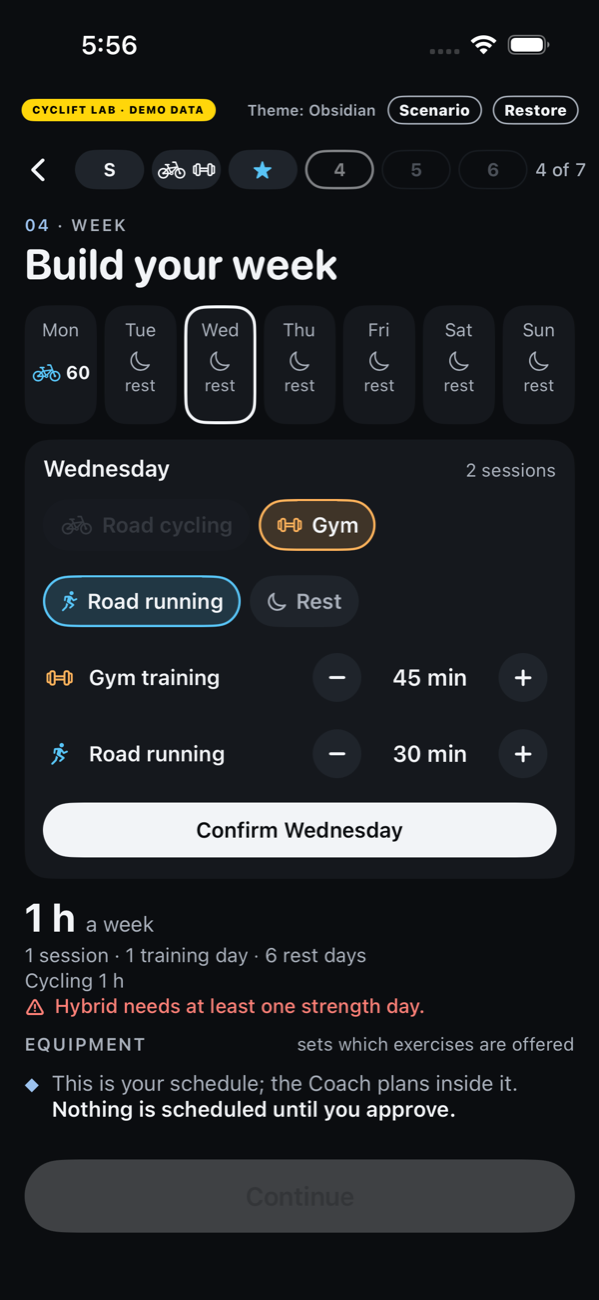 5:56
CYCLIFT LAB · DEMO DATA Theme: Obsidian Scenario Restore
S 4 5 6 4 of 7
04 · WEEK
Build your week
Mon Tue Wed Thu Fri Sat Sun
60 rest rest rest rest rest rest
Wednesday 2 sessions
Road cycling Gym
Road running Rest
Gym training − 45 min +
Road running − 30 min +
Confirm Wednesday
1 h a week
1 session · 1 training day · 6 rest days
Cycling 1 h
Hybrid needs at least one strength day.
EQUIPMENT sets which exercises are offered
This is your schedule; the Coach plans inside it.
Nothing is scheduled until you approve.
Continue